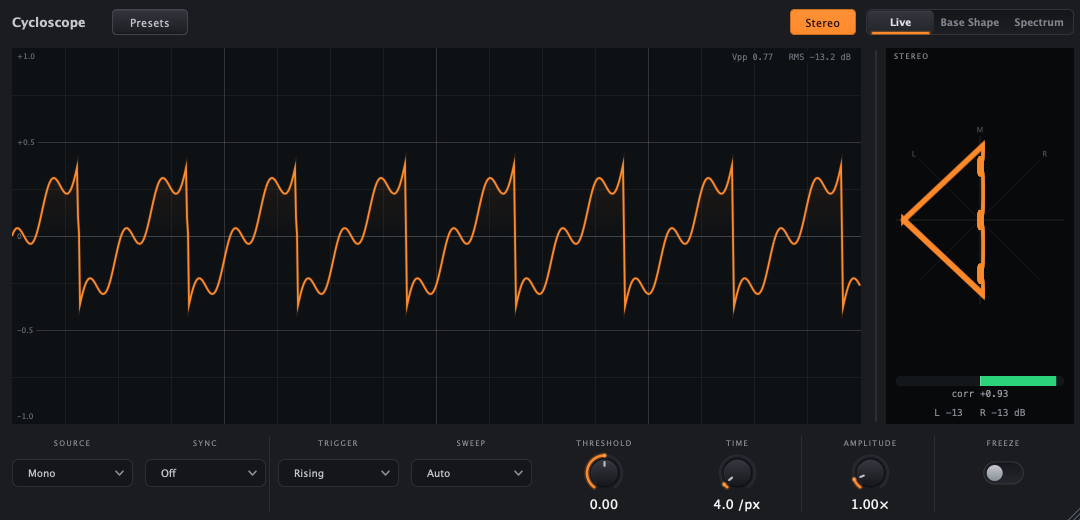 Cycloscope
Presets
Stereo
Live
Base Shape
Spectrum
+1.0
Vpp 0.77 RMS −13.2 dB
STEREO
+0.5
M
L
R
0
−0.5
−1.0
corr +0.93
L −13 R −13 dB
SOURCE
SYNC
TRIGGER
SWEEP
THRESHOLD
TIME
AMPLITUDE
FREEZE
Mono
Off
Rising
Auto
0.00
4.0 /px
1.00×